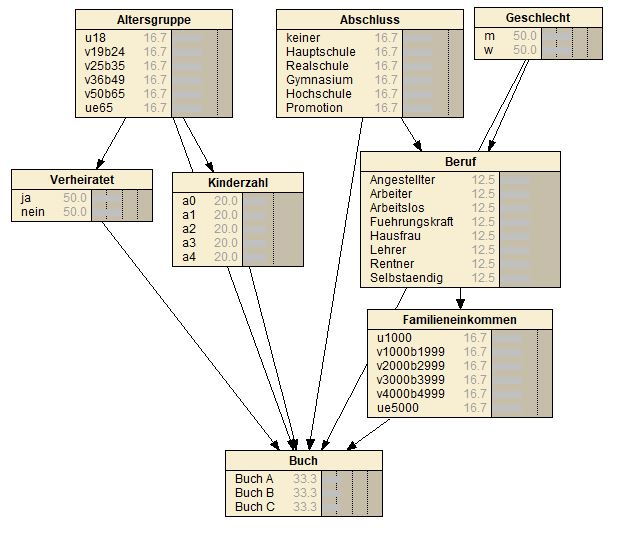 Altersgruppe
u18 16.7
v19b24 16.7
v25b35 16.7
v36b49 16.7
v50b65 16.7
ue65 16.7
Abschluss
keiner 16.7
Hauptschule 16.7
Realschule 16.7
Gymnasium 16.7
Hochschule 16.7
Promotion 16.7
Geschlecht
m 50.0
w 50.0
Verheiratet
ja 50.0
nein 50.0
Kinderzahl
a0 20.0
a1 20.0
a2 20.0
a3 20.0
a4 20.0
Beruf
Angestellter 12.5
Arbeiter 12.5
Arbeitslos 12.5
Fuehrungskraft 12.5
Hausfrau 12.5
Lehrer 12.5
Rentner 12.5
Selbstaendig 12.5
Familieneinkommen
u1000 16.7
v1000b1999 16.7
v2000b2999 16.7
v3000b3999 16.7
v4000b4999 16.7
ue5000 16.7
Buch
Buch A 33.3
Buch B 33.3
Buch C 33.3